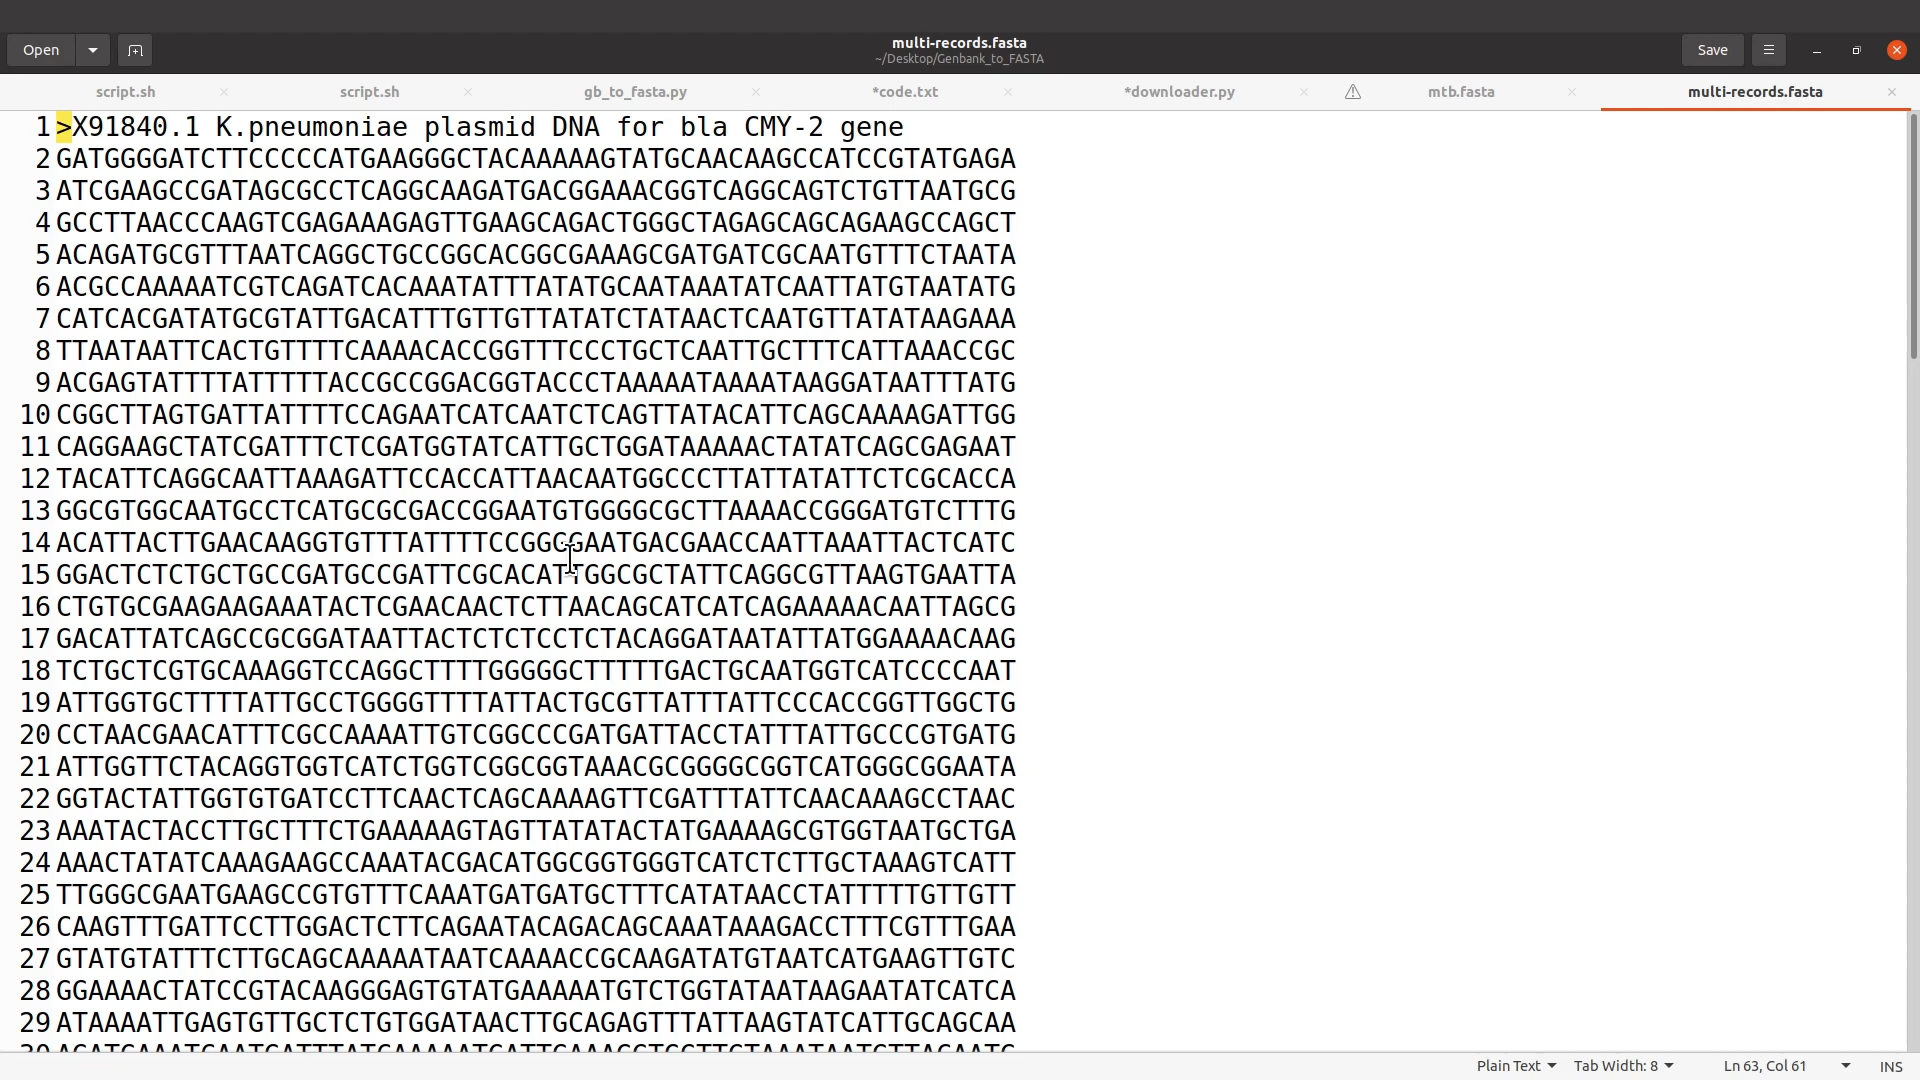 Open
multi-records.fasta
~/Desktop/Genbank_to_FASTA
Save
script.sh
script.sh
gb_to_fasta.py
*code.txt
*downloader.py
mtb.fasta
multi-records.fasta
1 >X91840.1 K.pneumoniae plasmid DNA for bla CMY-2 gene
2 GATGGGGATCTTCCCCCATGAAGGGCTACAAAAAGTATGCAACAAGCCATCCGTATGAGA
3 ATCGAAGCCGATAGCGCCTCAGGCAAGATGACGGAAACGGTCAGGCAGTCTGTTAATGCG
4 GCCTTAACCCAAGTCGAGAAAGAGTTGAAGCAGACTGGGCTAGAGCAGCAGAAGCCAGCT
5 ACAGATGCGTTTAATCAGGCTGCCGGCACGGCGAAAGCGATGATCGCAATGTTTCTAATA
6 ACGCCAAAAATCGTCAGATCACAAATATTTATATGCAATAAATATCAATTATGTAATATG
7 CATCACGATATGCGTATTGACATTTGTTGTTATATCTATAACTCAATGTTATATAAGAAA
8 TTAATAATTCACTGTTTTCAAAACACCGGTTTCCCTGCTCAATTGCTTTCATTAAACCGC
9 ACGAGTATTTTATTTTTACCGCCGGACGGTACCCTAAAAATAAAATAAGGATAATTTATG
10 CGGCTTAGTGATTATTTTCCAGAATCATCAATCTCAGTTATACATTCAGCAAAAGATTGG
11 CAGGAAGCTATCGATTTCTCGATGGTATCATTGCTGGATAAAAACTATATCAGCGAGAAT
12 TACATTCAGGCAATTAAAGATTCCACCATTAACAATGGCCCTTATTATATTCTCGCACCA
13 GGCGTGGCAATGCCTCATGCGCGACCGGAATGTGGGGCGCTTAAAACCGGGATGTCTTTG
14 ACATTACTTGAACAAGGTGTTTATTTTCCGGCGAATGACGAACCAATTAAATTACTCATC
15 GGACTCTCTGCTGCCGATGCCGATTCGCACATTGGCGCTATTCAGGCGTTAAGTGAATTA
16 CTGTGCGAAGAAGAAATACTCGAACAACTCTTAACAGCATCATCAGAAAAACAATTAGCG
17 GACATTATCAGCCGCGGATAATTACTCTCTCCTCTACAGGATAATATTATGGAAAACAAG
18 TCTGCTCGTGCAAAGGTCCAGGCTTTTGGGGGCTTTTTGACTGCAATGGTCATCCCCAAT
19 ATTGGTGCTTTTATTGCCTGGGGTTTTATTACTGCGTTATTTATTCCCACCGGTTGGCTG
20 CCTAACGAACATTTCGCCAAAATTGTCGGCCCGATGATTACCTATTTATTGCCCGTGATG
21 ATTGGTTCTACAGGTGGTCATCTGGTCGGCGGTAAACGCGGGGCGGTCATGGGCGGAATA
22 GGTACTATTGGTGTGATCCTTCAACTCAGCAAAAGTTCGATTTATTCAACAAAGCCTAAC
23 AAATACTACCTTGCTTTCTGAAAAAGTAGTTATATACTATGAAAAGCGTGGTAATGCTGA
24 AAACTATATCAAAGAAGCCAAATACGACATGGCGGTGGGTCATCTCTTGCTAAAGTCATT
25 TTGGGCGAATGAAGCCGTGTTTCAAATGATGATGCTTTCATATAACCTATTTTTGTTGTT
26 CAAGTTTGATTCCTTGGACTCTTCAGAATACAGACAGCAAATAAAGACCTTTCGTTTGAA
27 GTATGTATTTCTTGCAGCAAAAATAATCAAAACCGCAAGATATGTAATCATGAAGTTGTC
28 GGAAAACTATCCGTACAAGGGAGTGTATGAAAAATGTCTGGTATAATAAGAATATCATCA
29 ATAAAATTGAGTGTTGCTCTGTGGATAACTTGCAGAGTTTATTAAGTATCATTGCAGCAA
Plain Text
Tab Width: 8
Ln 63, Col 61
INS